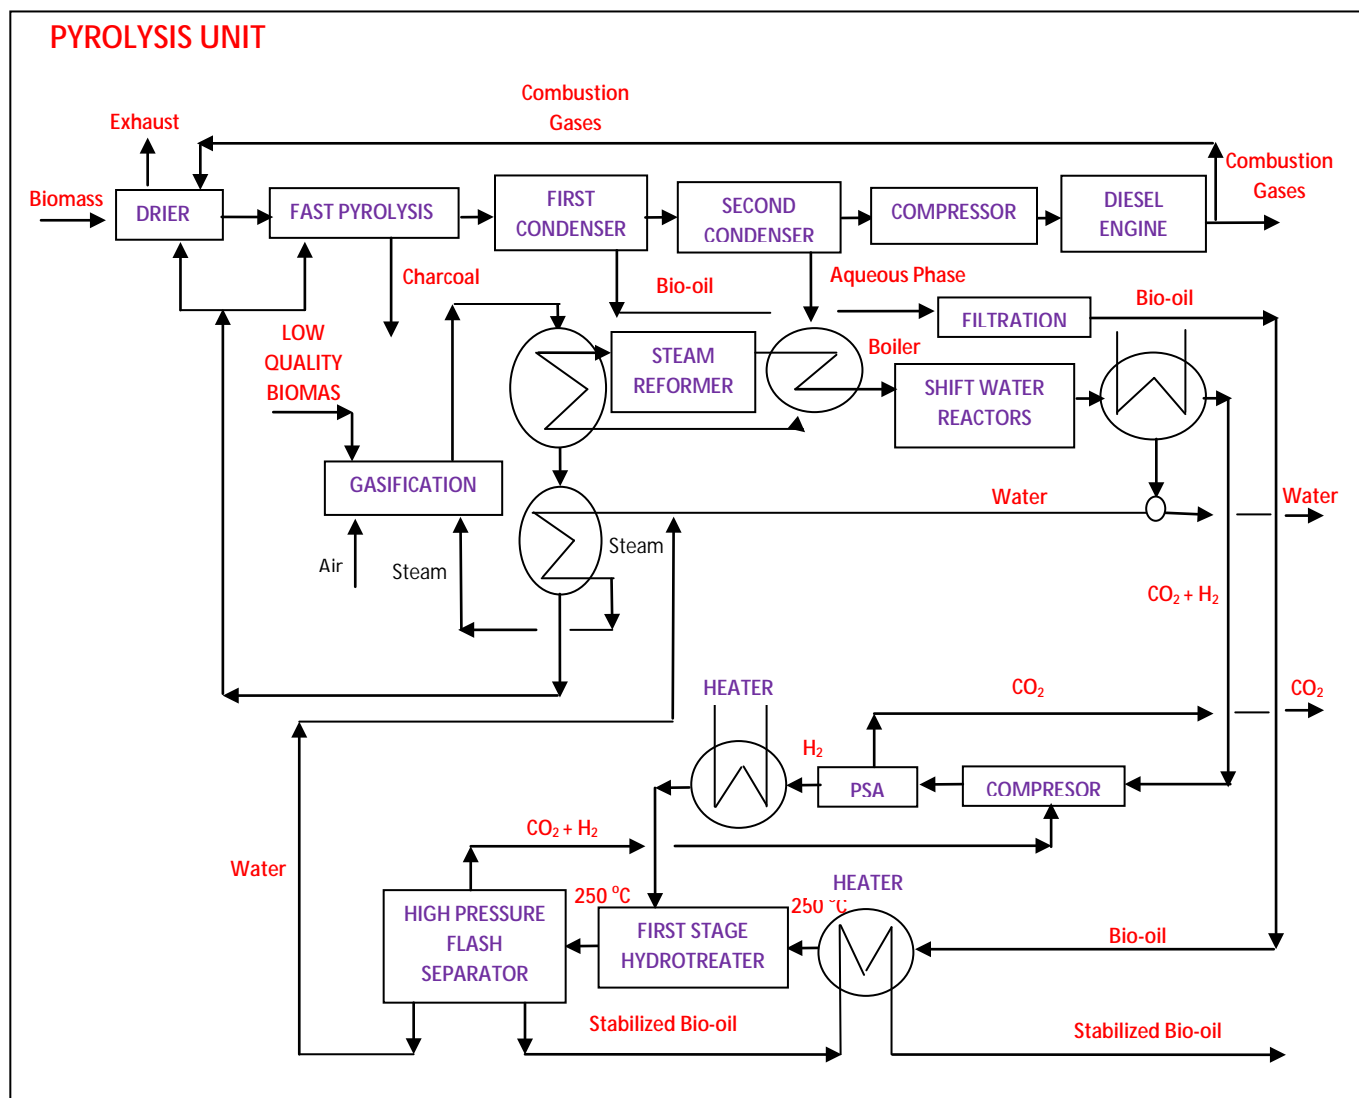 PYROLYSIS UNIT
Combustion
Gases
Exhaust
Combustion
Gases
Biomass
DRIER
FAST PYROLYSIS
FIRST
CONDENSER
SECOND
CONDENSER
COMPRESSOR
DIESEL
ENGINE
Charcoal
Bio-oil
Aqueous Phase
Bio-oil
FILTRATION
LOW
QUALITY
BIOMAS
STEAM
REFORMER
Boiler
SHIFT WATER
REACTORS
GASIFICATION
Water
Water
Steam
Air
Steam
CO₂ + H₂
HEATER
CO₂
CO₂
H₂
PSA
COMPRESOR
CO₂ + H₂
Water
HEATER
250 °C
250 °C
HIGH PRESSURE
FLASH
SEPARATOR
FIRST STAGE
HYDROTREATER
Bio-oil
Stabilized Bio-oil
Stabilized Bio-oil